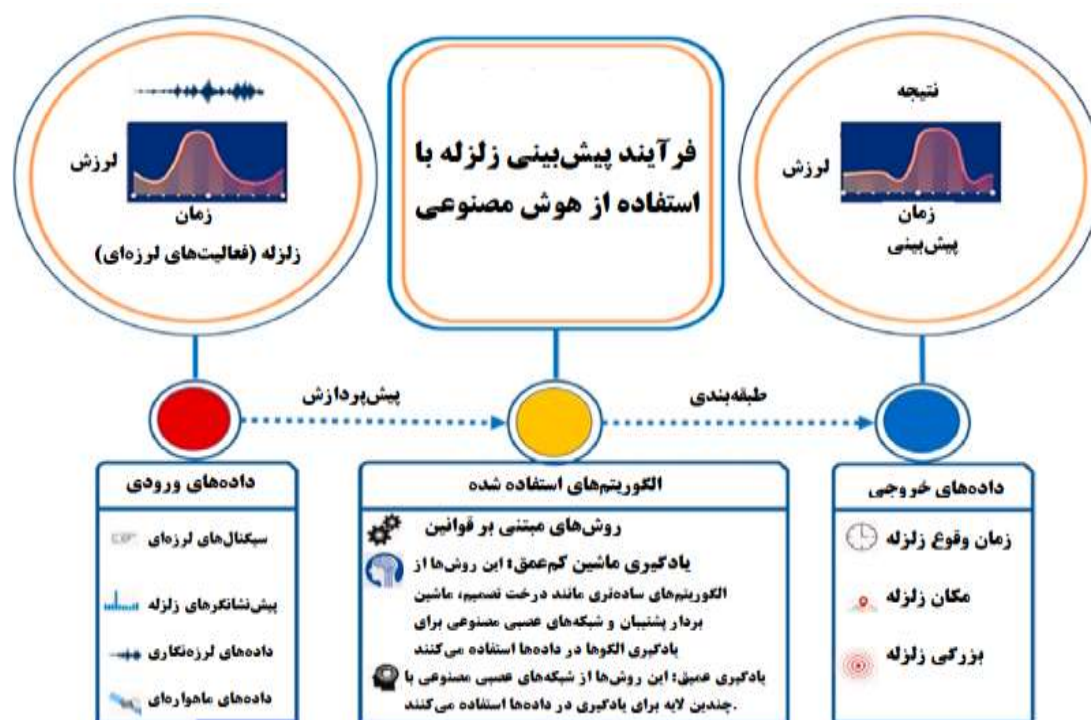 نتیجه
لرزش
زمان
پیش‌بینی
فرآیند پیش‌بینی زلزله با
استفاده از هوش مصنوعی
لرزش
زمان
زلزله (فعالیت‌های لرزه‌ای)
پیش‌پردازش
طبقه‌بندی
داده‌های ورودی
سیگنال‌های لرزه‌ای
پیش‌نشانگرهای زلزله
داده‌های لرزه‌نگاری
داده‌های ماهواره‌ای
الگوریتم‌های استفاده شده
روش‌های مبتنی بر قوانین
یادگیری ماشین کم‌عمق: این روش‌ها از
الگوریتم‌های ساده‌تری مانند درخت تصمیم، ماشین
بردار پشتیبان و شبکه‌های عصبی مصنوعی برای
یادگیری الگوها در داده‌ها استفاده می‌کنند
یادگیری عمیق: این روش‌ها از شبکه‌های عصبی مصنوعی با
.چندین لایه برای یادگیری در داده‌ها استفاده می‌کنند
داده‌های خروجی
زمان وقوع زلزله
مکان زلزله
بزرگی زلزله